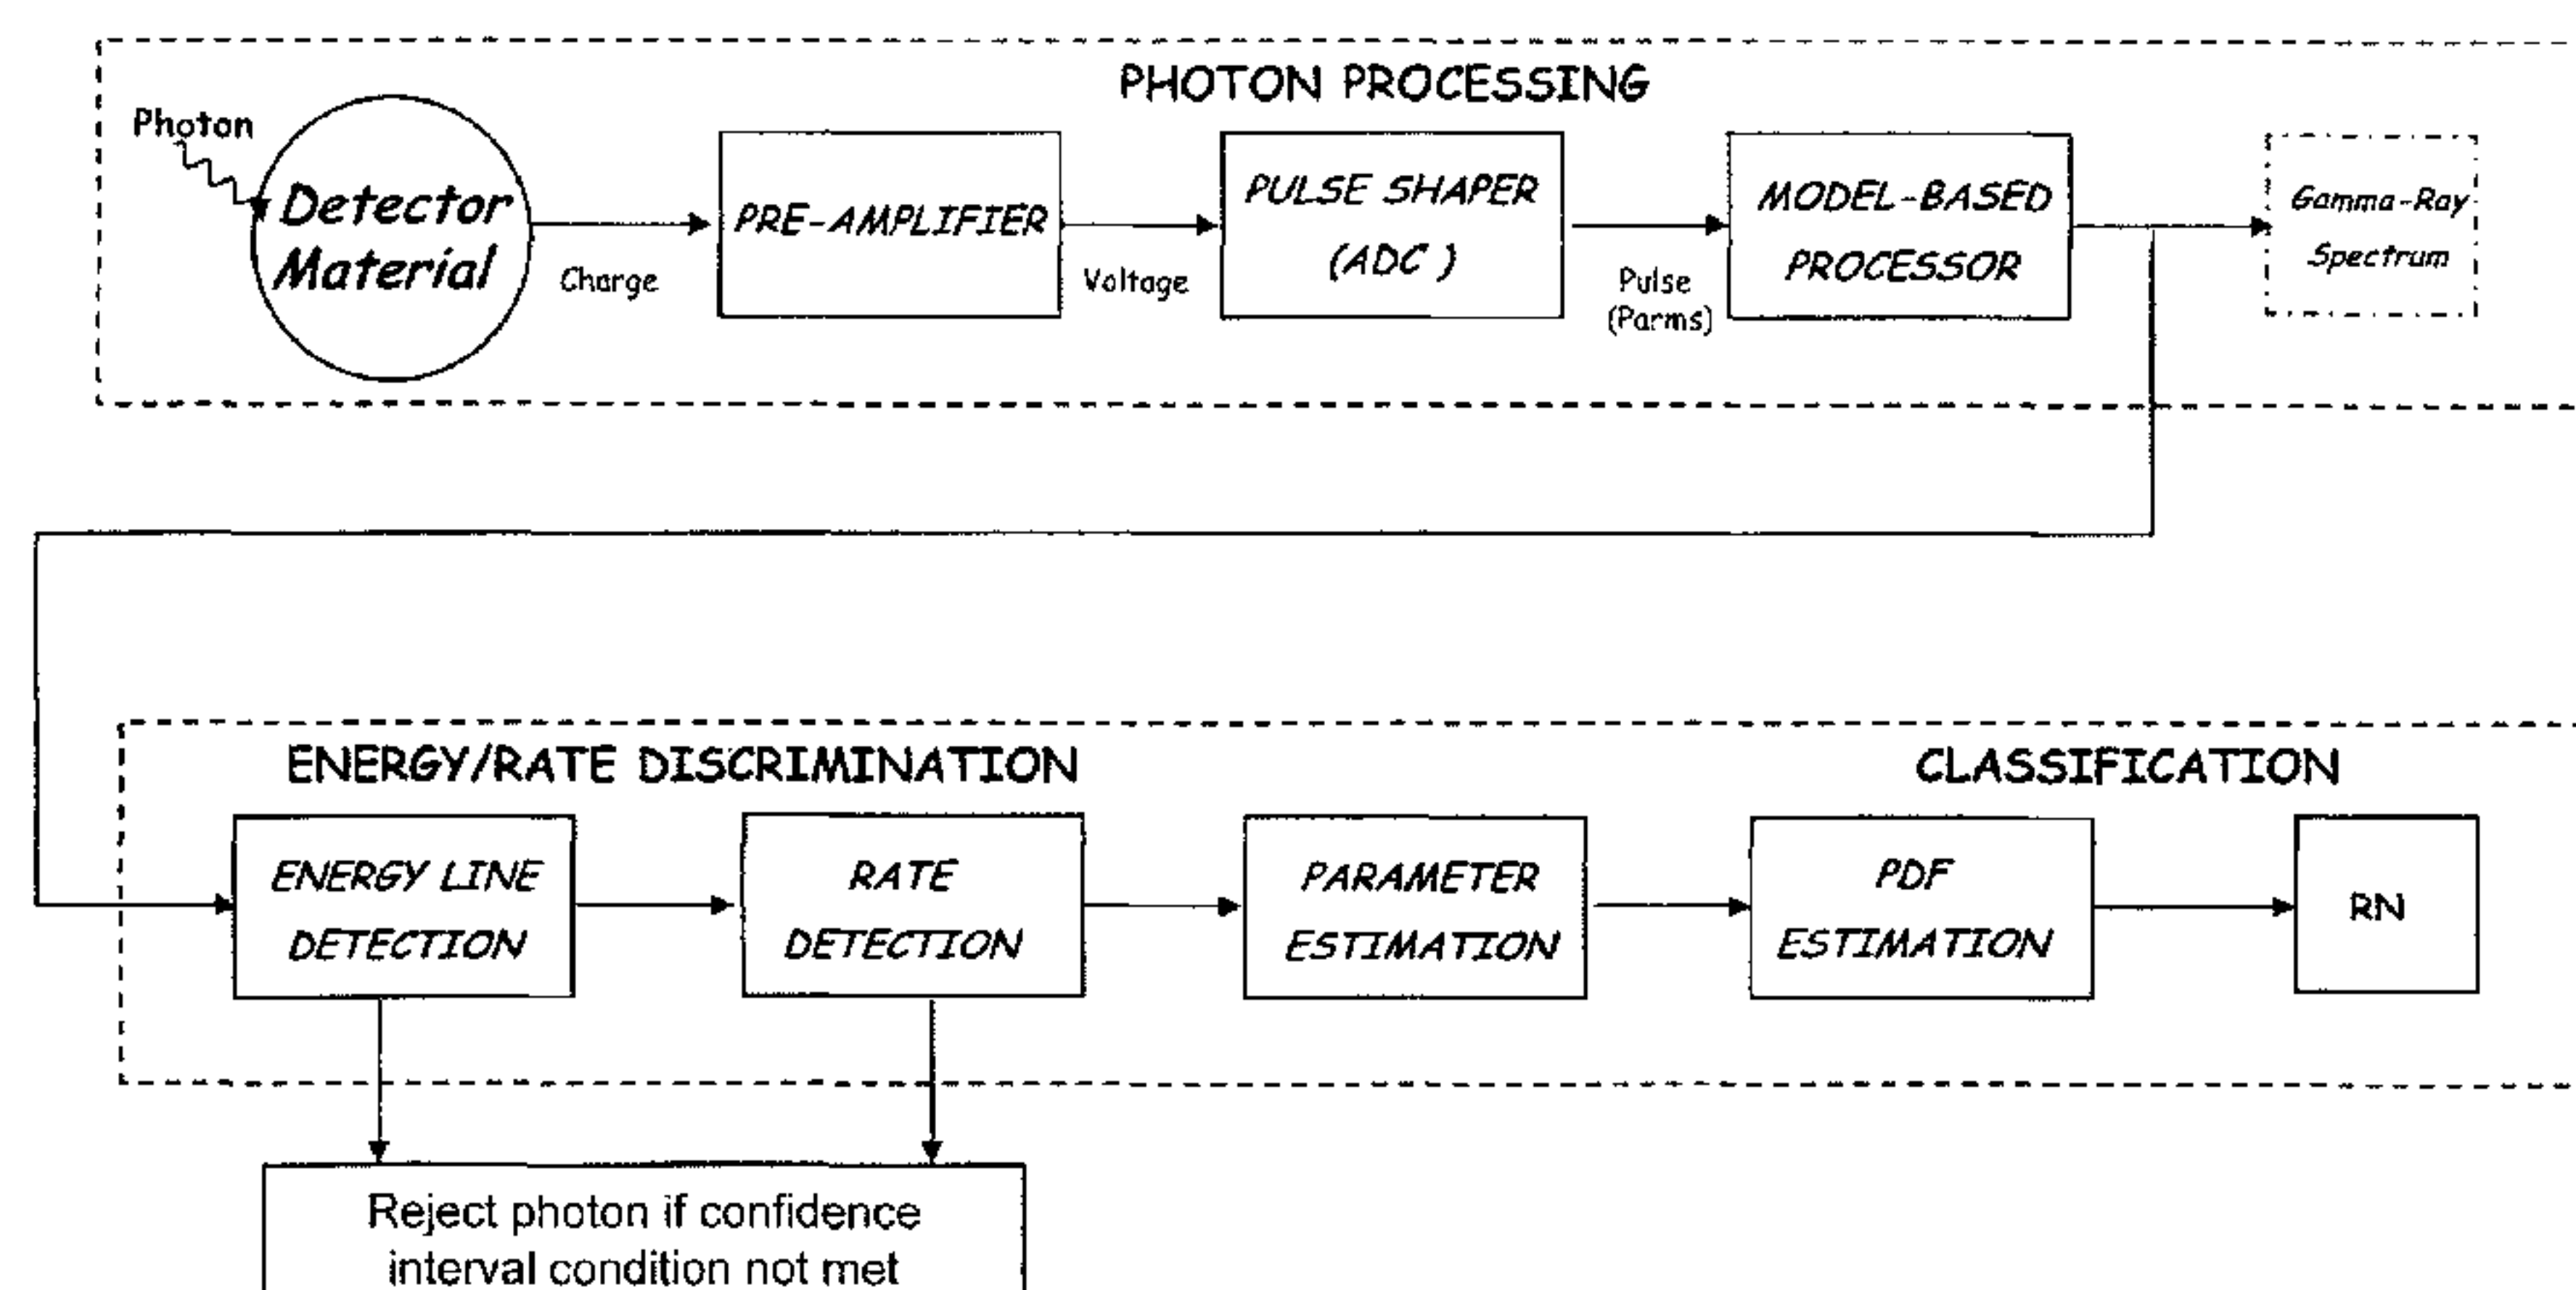 PHOTON PROCESSING
Photon
Detector
Material
Charge
PRE-AMPLIFIER
Voltage
PULSE SHAPER
(ADC )
Pulse
(Parms)
MODEL-BASED
PROCESSOR
Gamma-Ray
Spectrum
ENERGY/RATE DISCRIMINATION
CLASSIFICATION
ENERGY LINE
DETECTION
RATE
DETECTION
PARAMETER
ESTIMATION
PDF
ESTIMATION
RN
Reject photon if confidence
interval condition not met